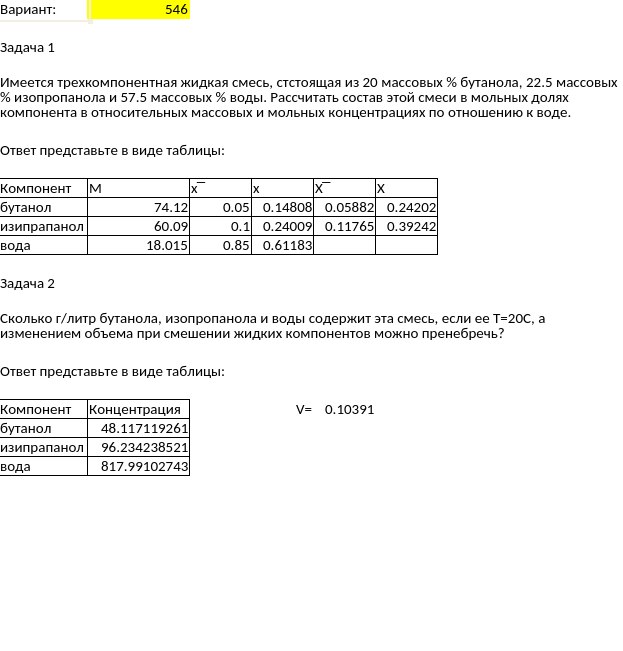 Вариант: 546
Задача 1
Имеется трехкомпонентная жидкая смесь, стстоящая из 20 массовых % бутанола, 22.5 массовых
% изопропанола и 57.5 массовых % воды. Рассчитать состав этой смеси в мольных долях
компонента в относительных массовых и мольных концентрациях по отношению к воде.
Ответ представьте в виде таблицы:
Компонент M x¯ x X¯ X
бутанол 74.12 0.05 0.14808 0.05882 0.24202
изипрапанол 60.09 0.1 0.24009 0.11765 0.39242
вода 18.015 0.85 0.61183
Задача 2
Сколько г/литр бутанола, изопропанола и воды содержит эта смесь, если ее Т=20С, а
изменением объема при смешении жидких компонентов можно пренебречь?
Ответ представьте в виде таблицы:
Компонент Концентрация V= 0.10391
бутанол 48.117119261
изипрапанол 96.234238521
вода 817.99102743